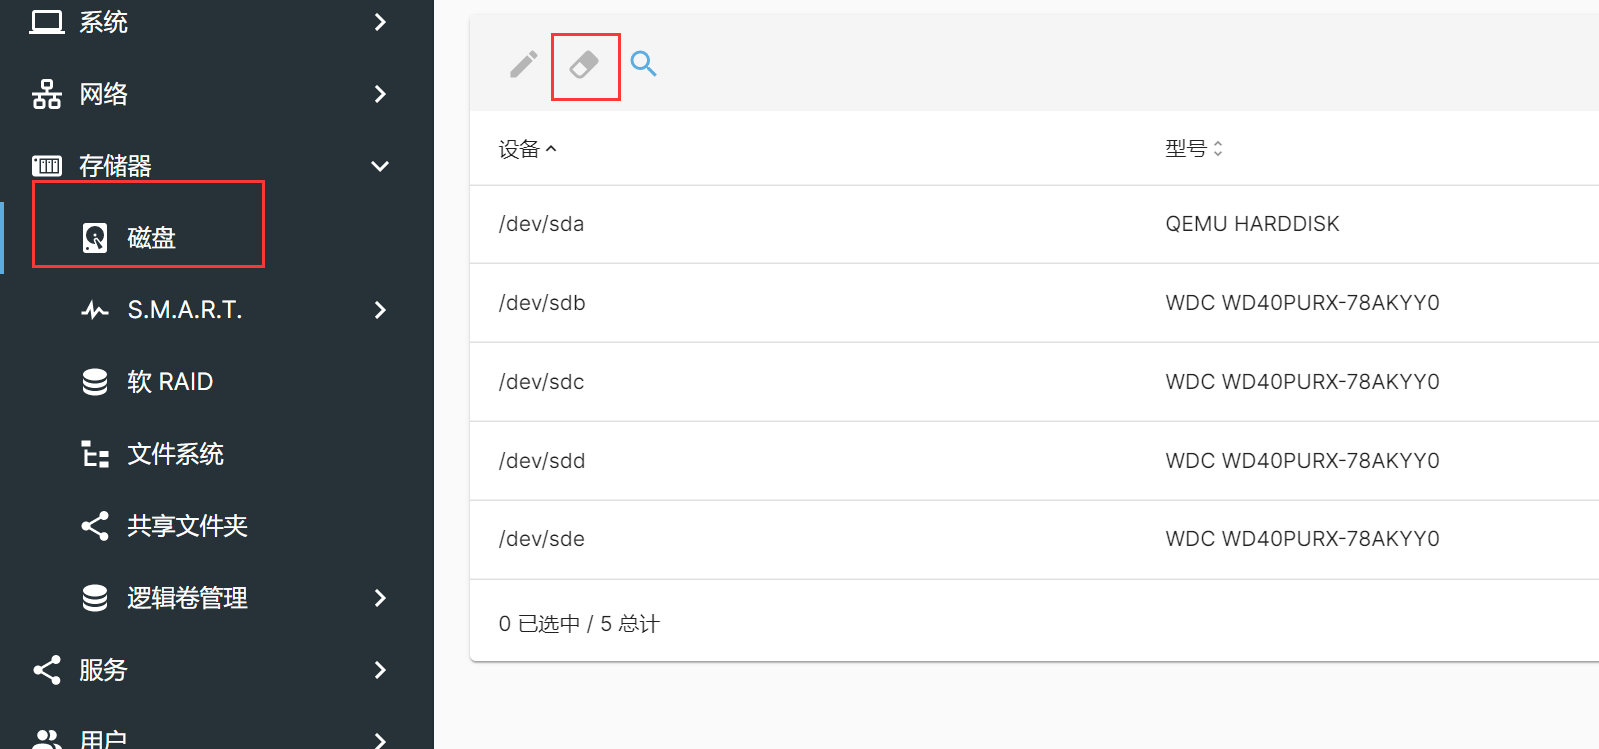 系统
网络
存储器
磁盘
S.M.A.R.T.
软 RAID
文件系统
共享文件夹
逻辑卷管理
服务
用户
设备 型号
/dev/sda QEMU HARDDISK
/dev/sdb WDC WD40PURX-78AKYY0
/dev/sdc WDC WD40PURX-78AKYY0
/dev/sdd WDC WD40PURX-78AKYY0
/dev/sde WDC WD40PURX-78AKYY0
0 已选中 / 5 总计